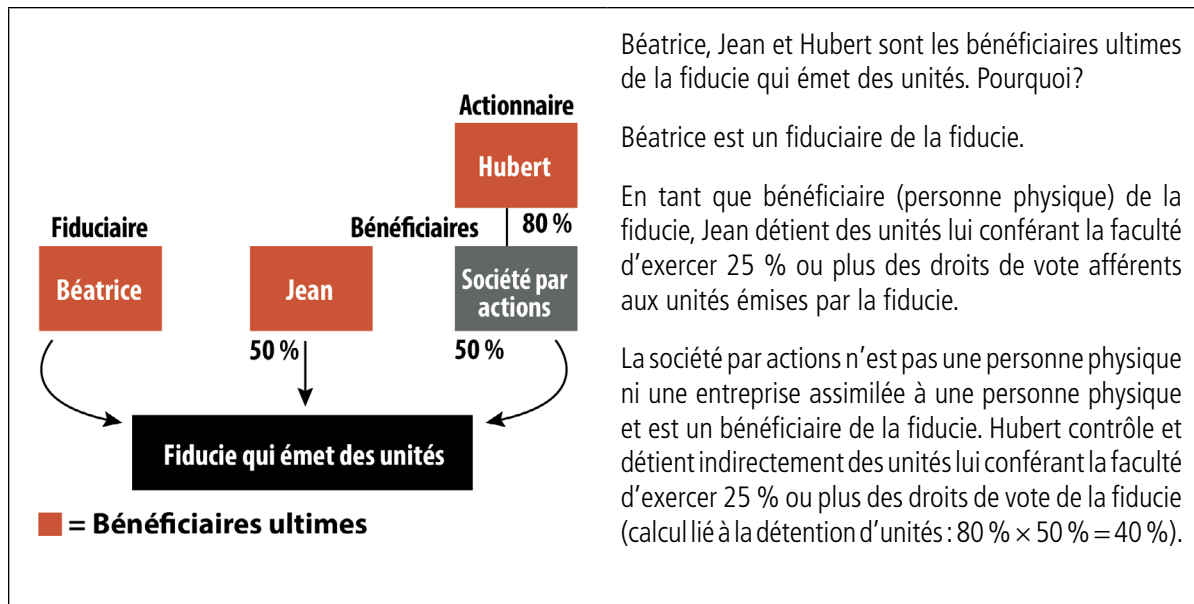 Actionnaire
Hubert
80 %
Fiduciaire
Bénéficiaires
Béatrice
Jean
Société par
actions
50 %
50 %
Fiducie qui émet des unités
= Bénéficiaires ultimes
Béatrice, Jean et Hubert sont les bénéficiaires ultimes
de la fiducie qui émet des unités. Pourquoi?
Béatrice est un fiduciaire de la fiducie.
En tant que bénéficiaire (personne physique) de la
fiducie, Jean détient des unités lui conférant la faculté
d’exercer 25 % ou plus des droits de vote afférents
aux unités émises par la fiducie.
La société par actions n’est pas une personne physique
ni une entreprise assimilée à une personne physique
et est un bénéficiaire de la fiducie. Hubert contrôle et
détient indirectement des unités lui conférant la faculté
d’exercer 25 % ou plus des droits de vote de la fiducie
(calcul lié à la détention d’unités : 80 % × 50 % = 40 %).